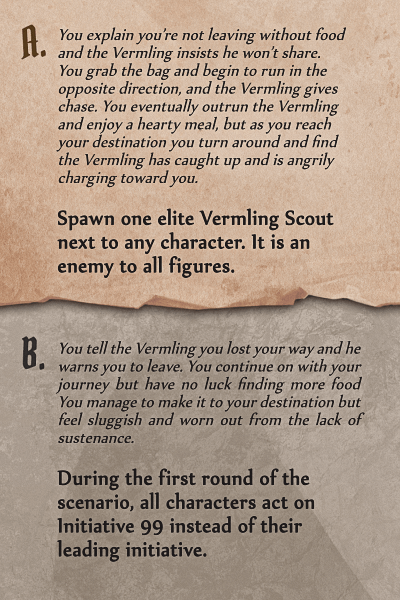 A. You explain you're not leaving without food
and the Vermling insists he won't share.
You grab the bag and begin to run in the
opposite direction, and the Vermling gives
chase. You eventually outrun the Vermling
and enjoy a hearty meal, but as you reach
your destination you turn around and find
the Vermling has caught up and is angrily
charging toward you.
Spawn one elite Vermling Scout
next to any character. It is an
enemy to all figures.
B. You tell the Vermling you lost your way and he
warns you to leave. You continue on with your
journey but have no luck finding more food
You manage to make it to your destination but
feel sluggish and worn out from the lack of
sustenance.
During the first round of the
scenario, all characters act on
Initiative 99 instead of their
leading initiative.